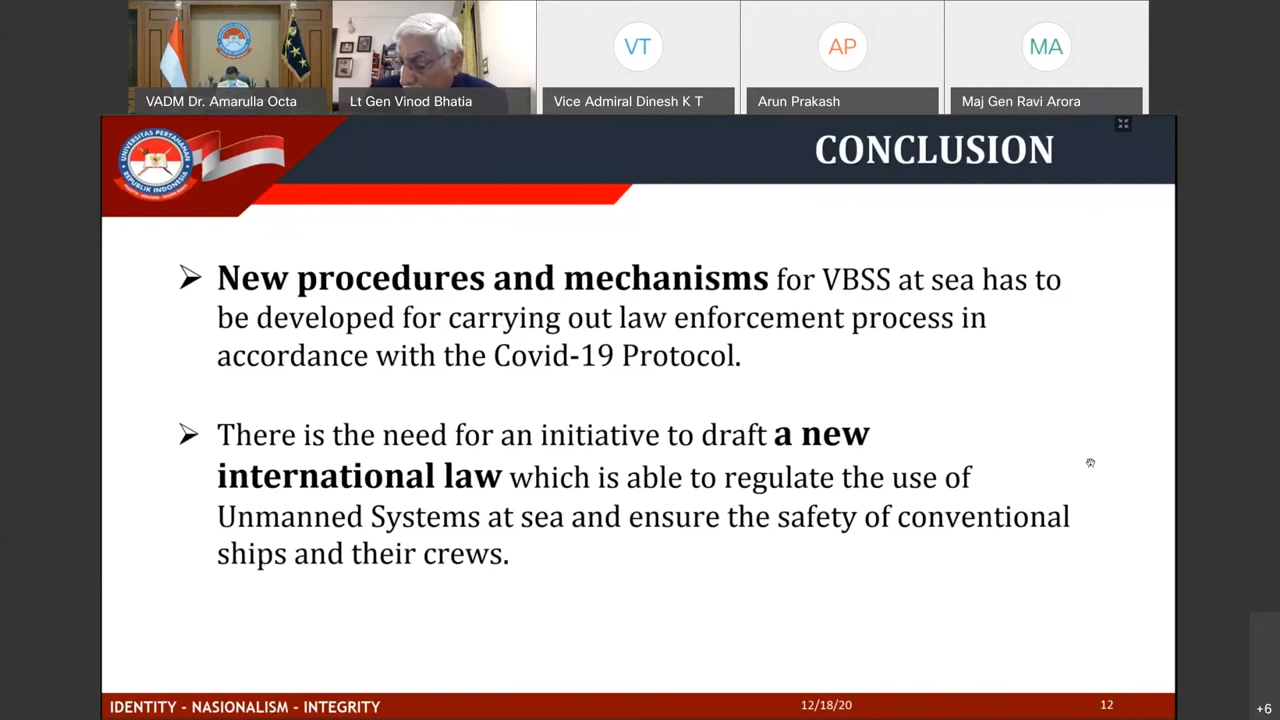 VT
AP
MA
VADM Dr. Amarulla Octa
Lt Gen Vinod Bhatia
Vice Admiral Dinesh K T
Arun Prakash
Maj Gen Ravi Arora
UNIVERSITAS PERTAHANAN
REPUBLIK INDONESIA
CONCLUSION
➢ New procedures and mechanisms for VBSS at sea has to
be developed for carrying out law enforcement process in
accordance with the Covid-19 Protocol.
➢ There is the need for an initiative to draft a new
international law which is able to regulate the use of
Unmanned Systems at sea and ensure the safety of conventional
ships and their crews.
IDENTITY - NASIONALISM - INTEGRITY
12/18/20
12
+6